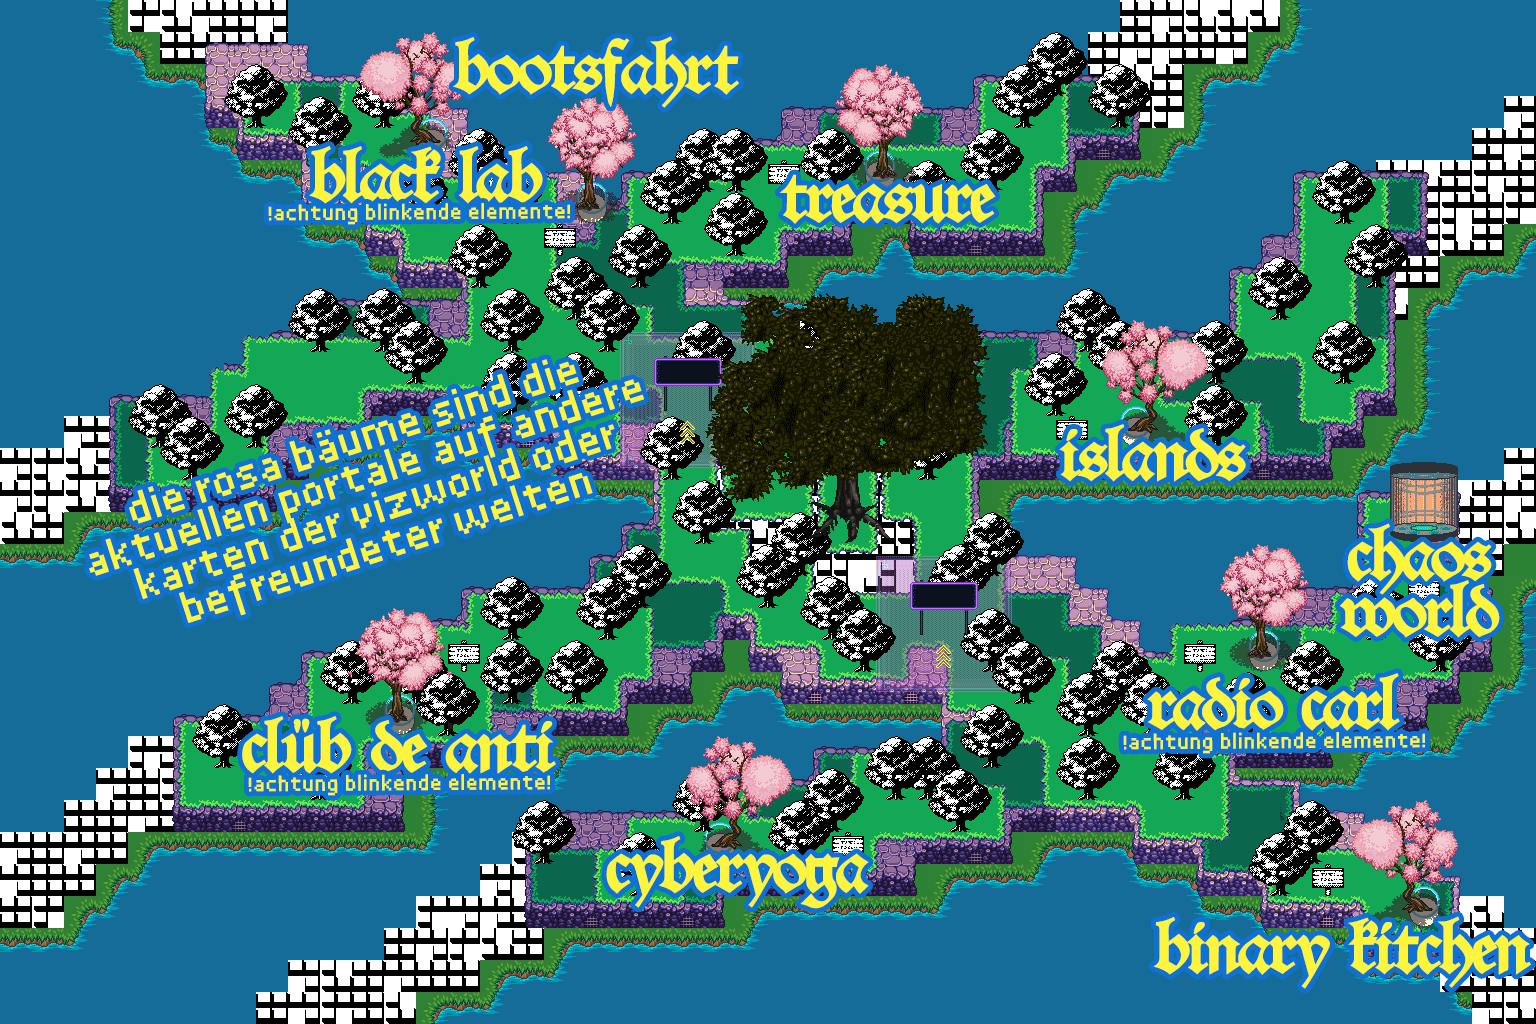 bootsfahrt
black lab
!achtung blinkende elemente!
treasure
islands
die rosa bäume sind die
aktuellen portale auf andere
karten der vizworld oder
befreundeter welten
chaos
world
radio carl
!achtung blinkende elemente!
clüb de anti
!achtung blinkende elemente!
cyberyoga
binary kitchen